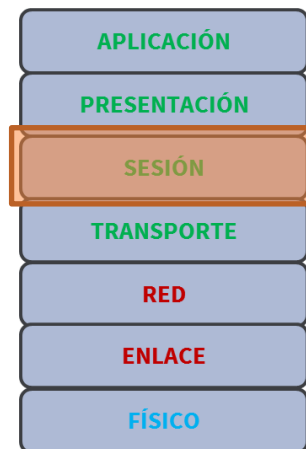 APLICACIÓN
PRESENTACIÓN
SESIÓN
TRANSPORTE
RED
ENLACE
FÍSICO